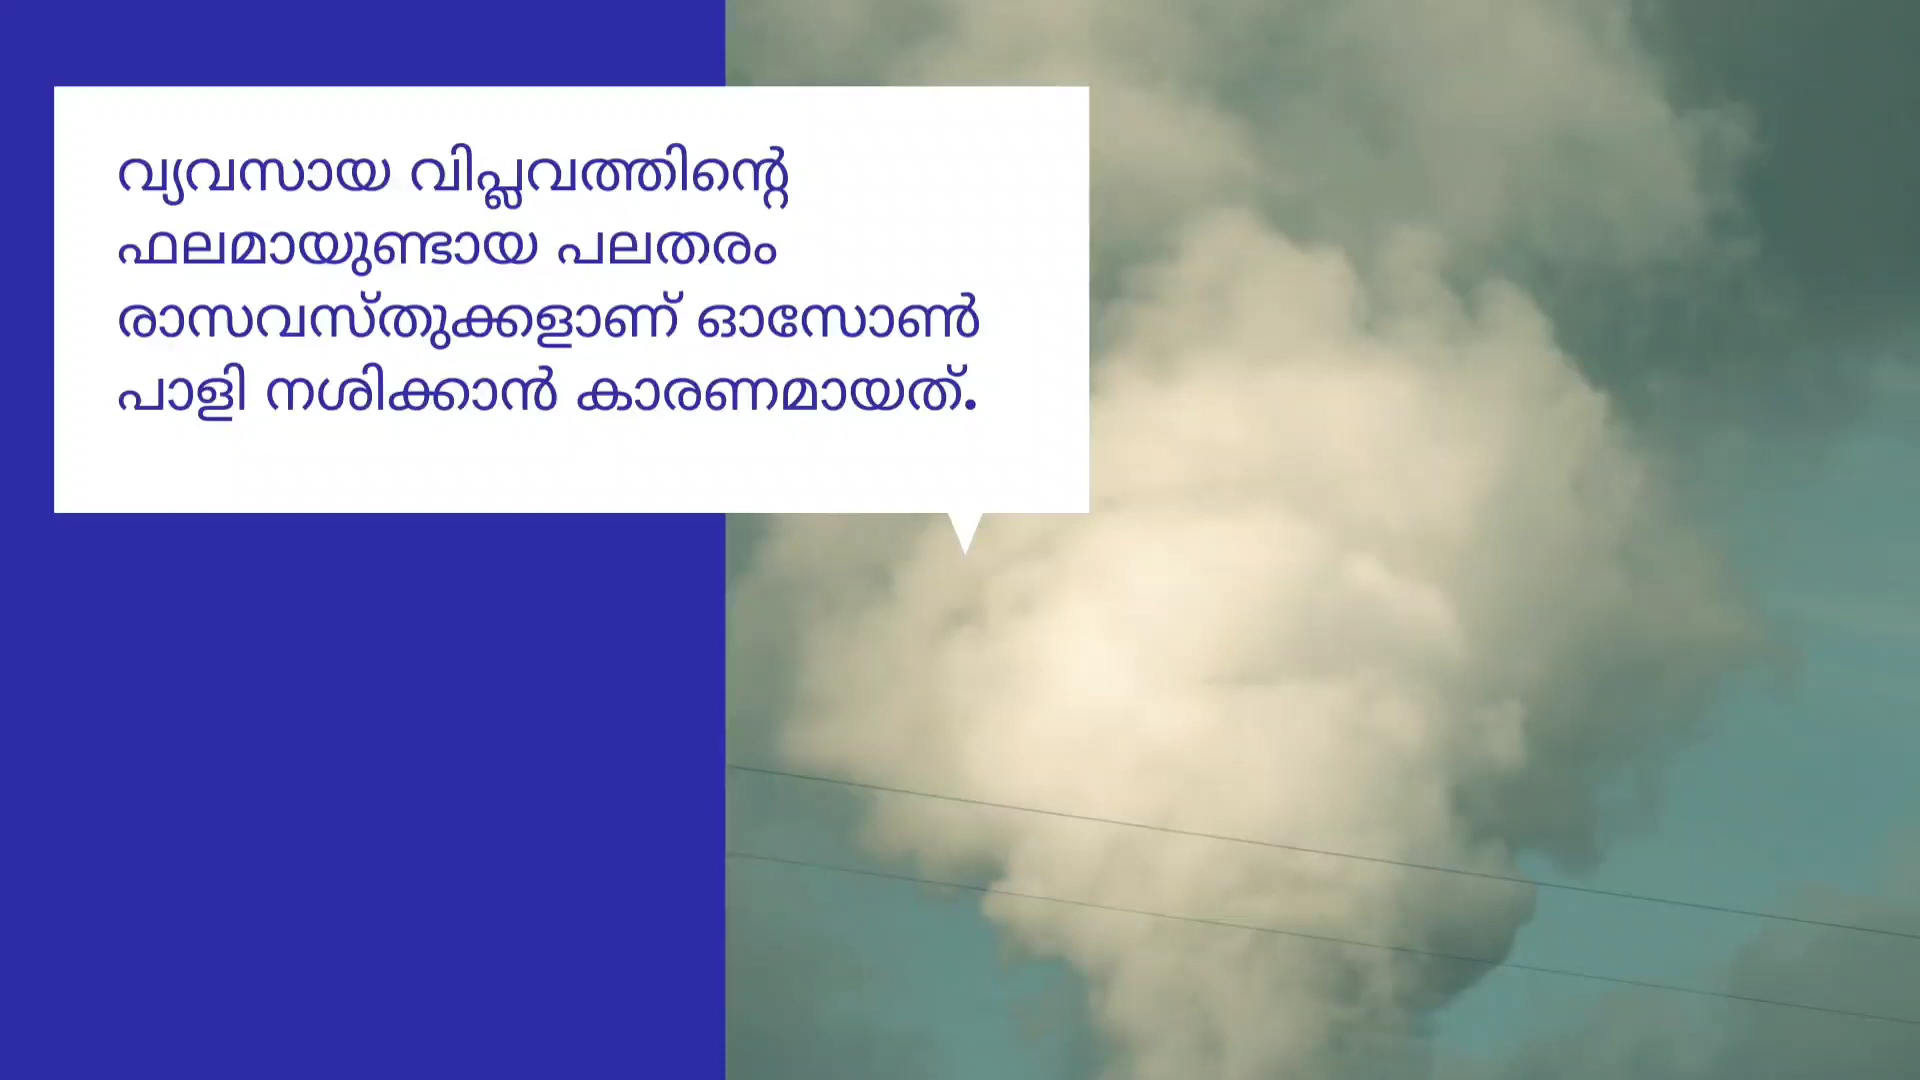 വ്യവസായ വിപ്ലവത്തിന്റെ
ഫലമായുണ്ടായ പലതരം
രാസവസ്തുക്കളാണ് ഓസോൺ
പാളി നശിക്കാൻ കാരണമായത്.